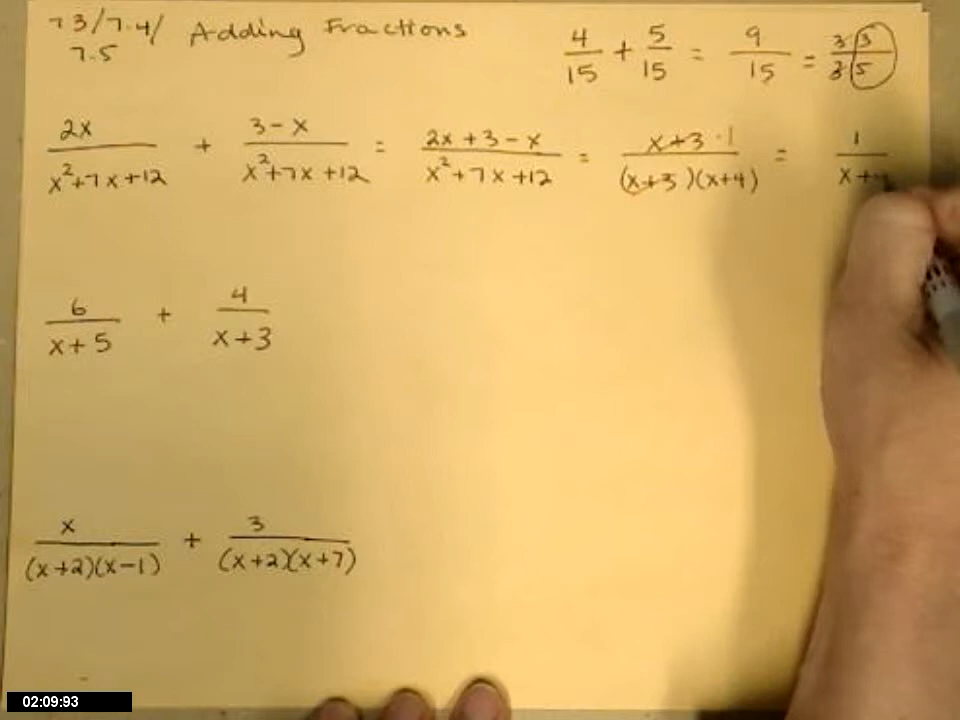 7.3/7.4/ Adding Fractions
7.5
4/15 + 5/15 = 9/15 = 3·3/3·5
2x/x²+7x+12 + 3-x/x²+7x+12 = 2x+3-x/x²+7x+12 = x+3·1/(x+3)(x+4) = 1/x+4
6/x+5 + 4/x+3
x/(x+2)(x-1) + 3/(x+2)(x+7)
02:09:93